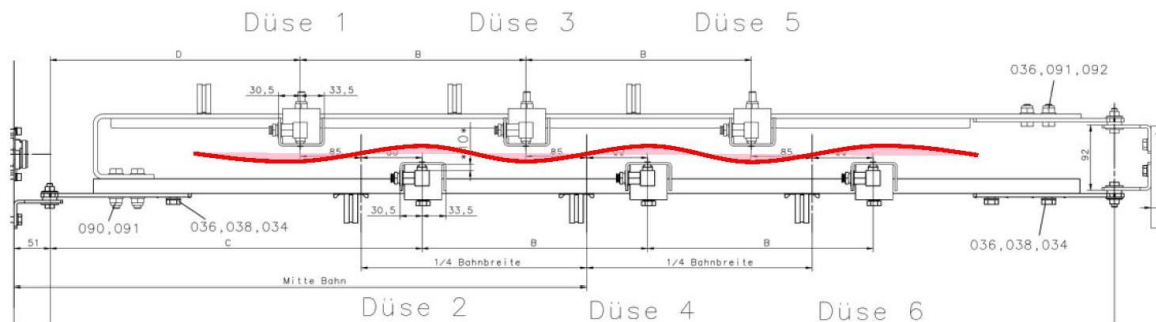 Düse 1 Düse 3 Düse 5
D B B
036,091,092
30,5 33,5
85 85 85
92
30,5 33,5
090,091 036,038,034 036,038,034
51 C B B
1/4 Bahnbreite 1/4 Bahnbreite
Mitte Bahn
Düse 2 Düse 4 Düse 6